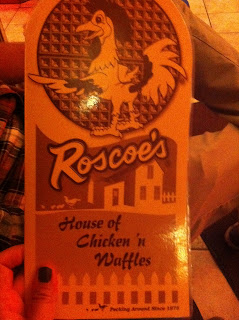 Roscoe's
House of
Chicken 'n
Waffles
Pecking Around Since 1975